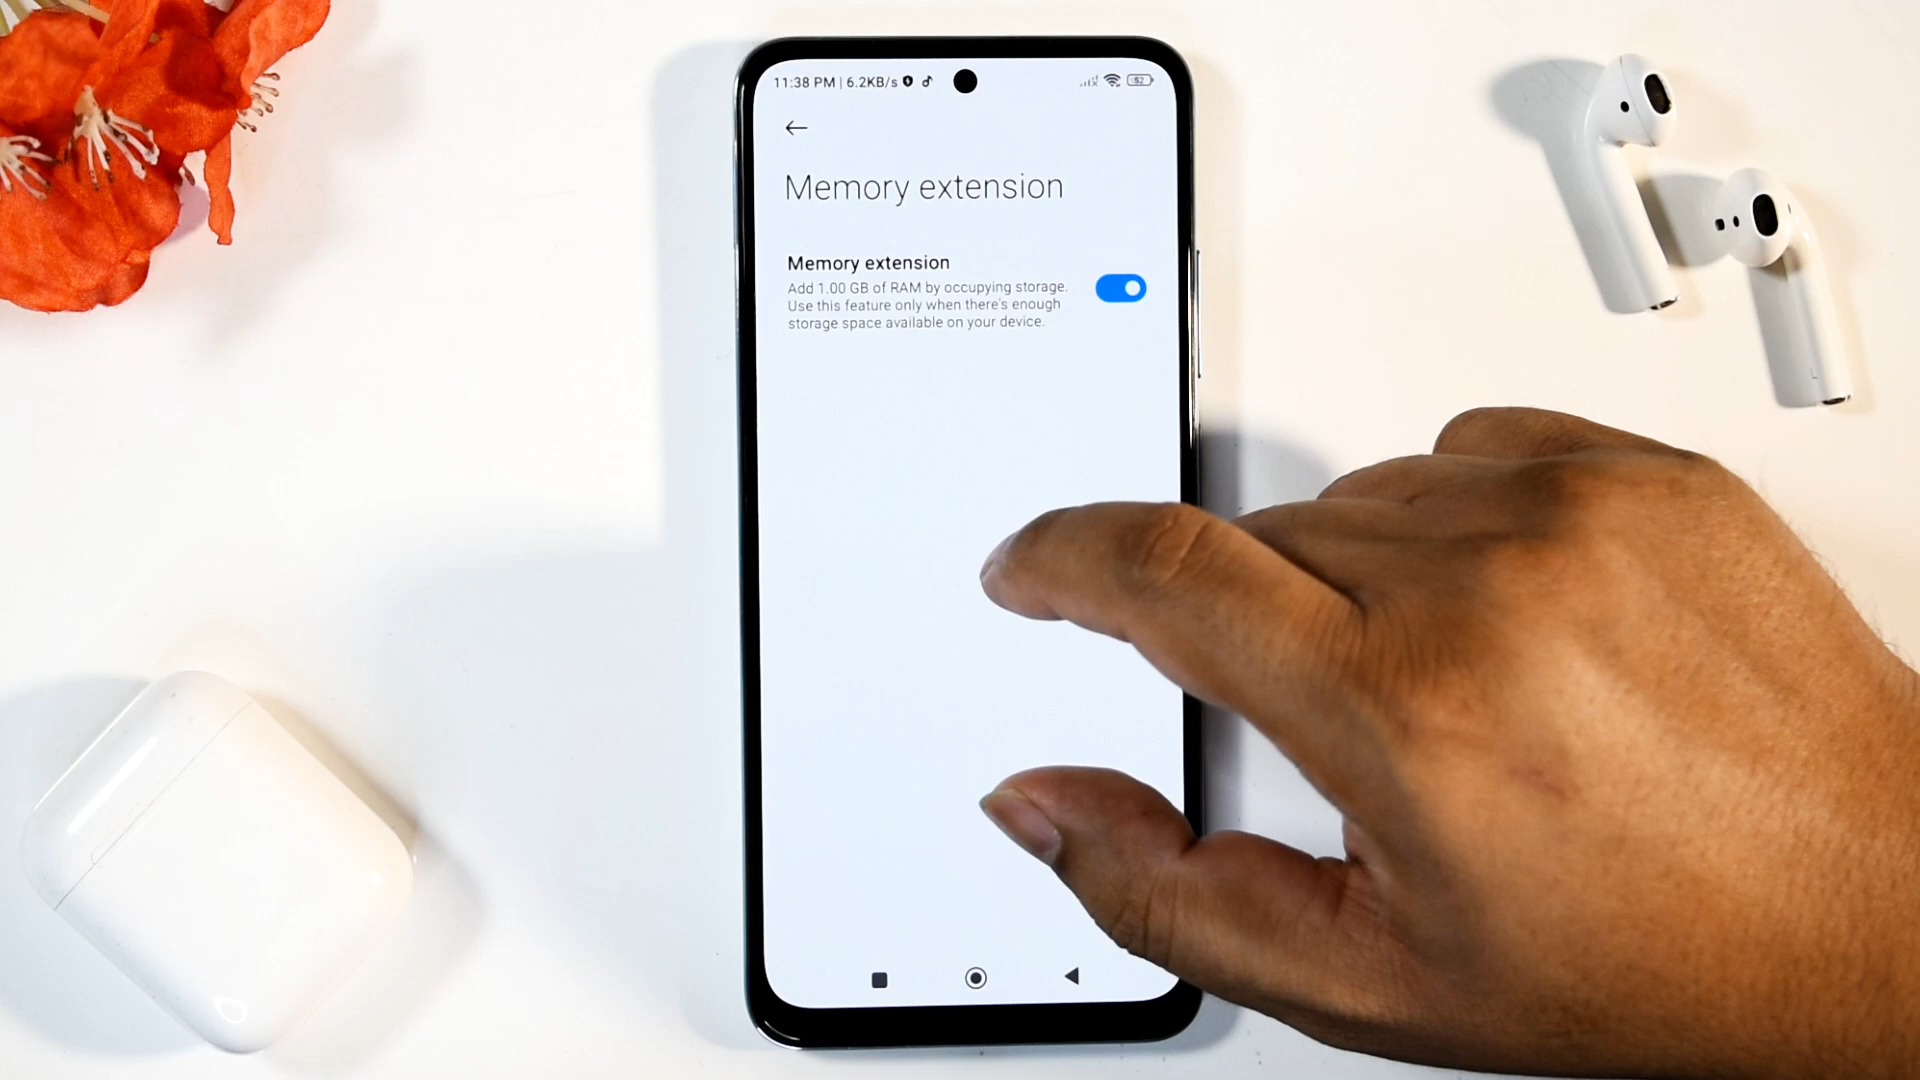 11:38 PM | 6.2KB/s
52
Memory extension
Memory extension
Add 1.00 GB of RAM by occupying storage.
Use this feature only when there's enough
storage space available on your device.
L